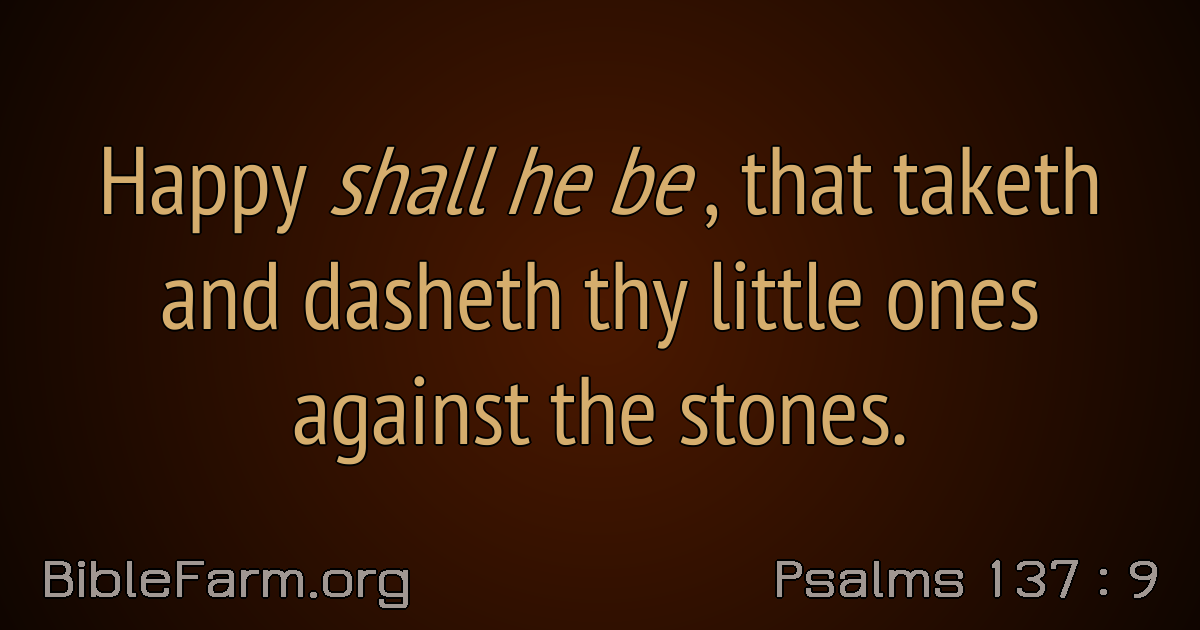 Happy shall he be, that taketh
and dasheth thy little ones
against the stones.
BibleFarm.org
Psalms 137 : 9